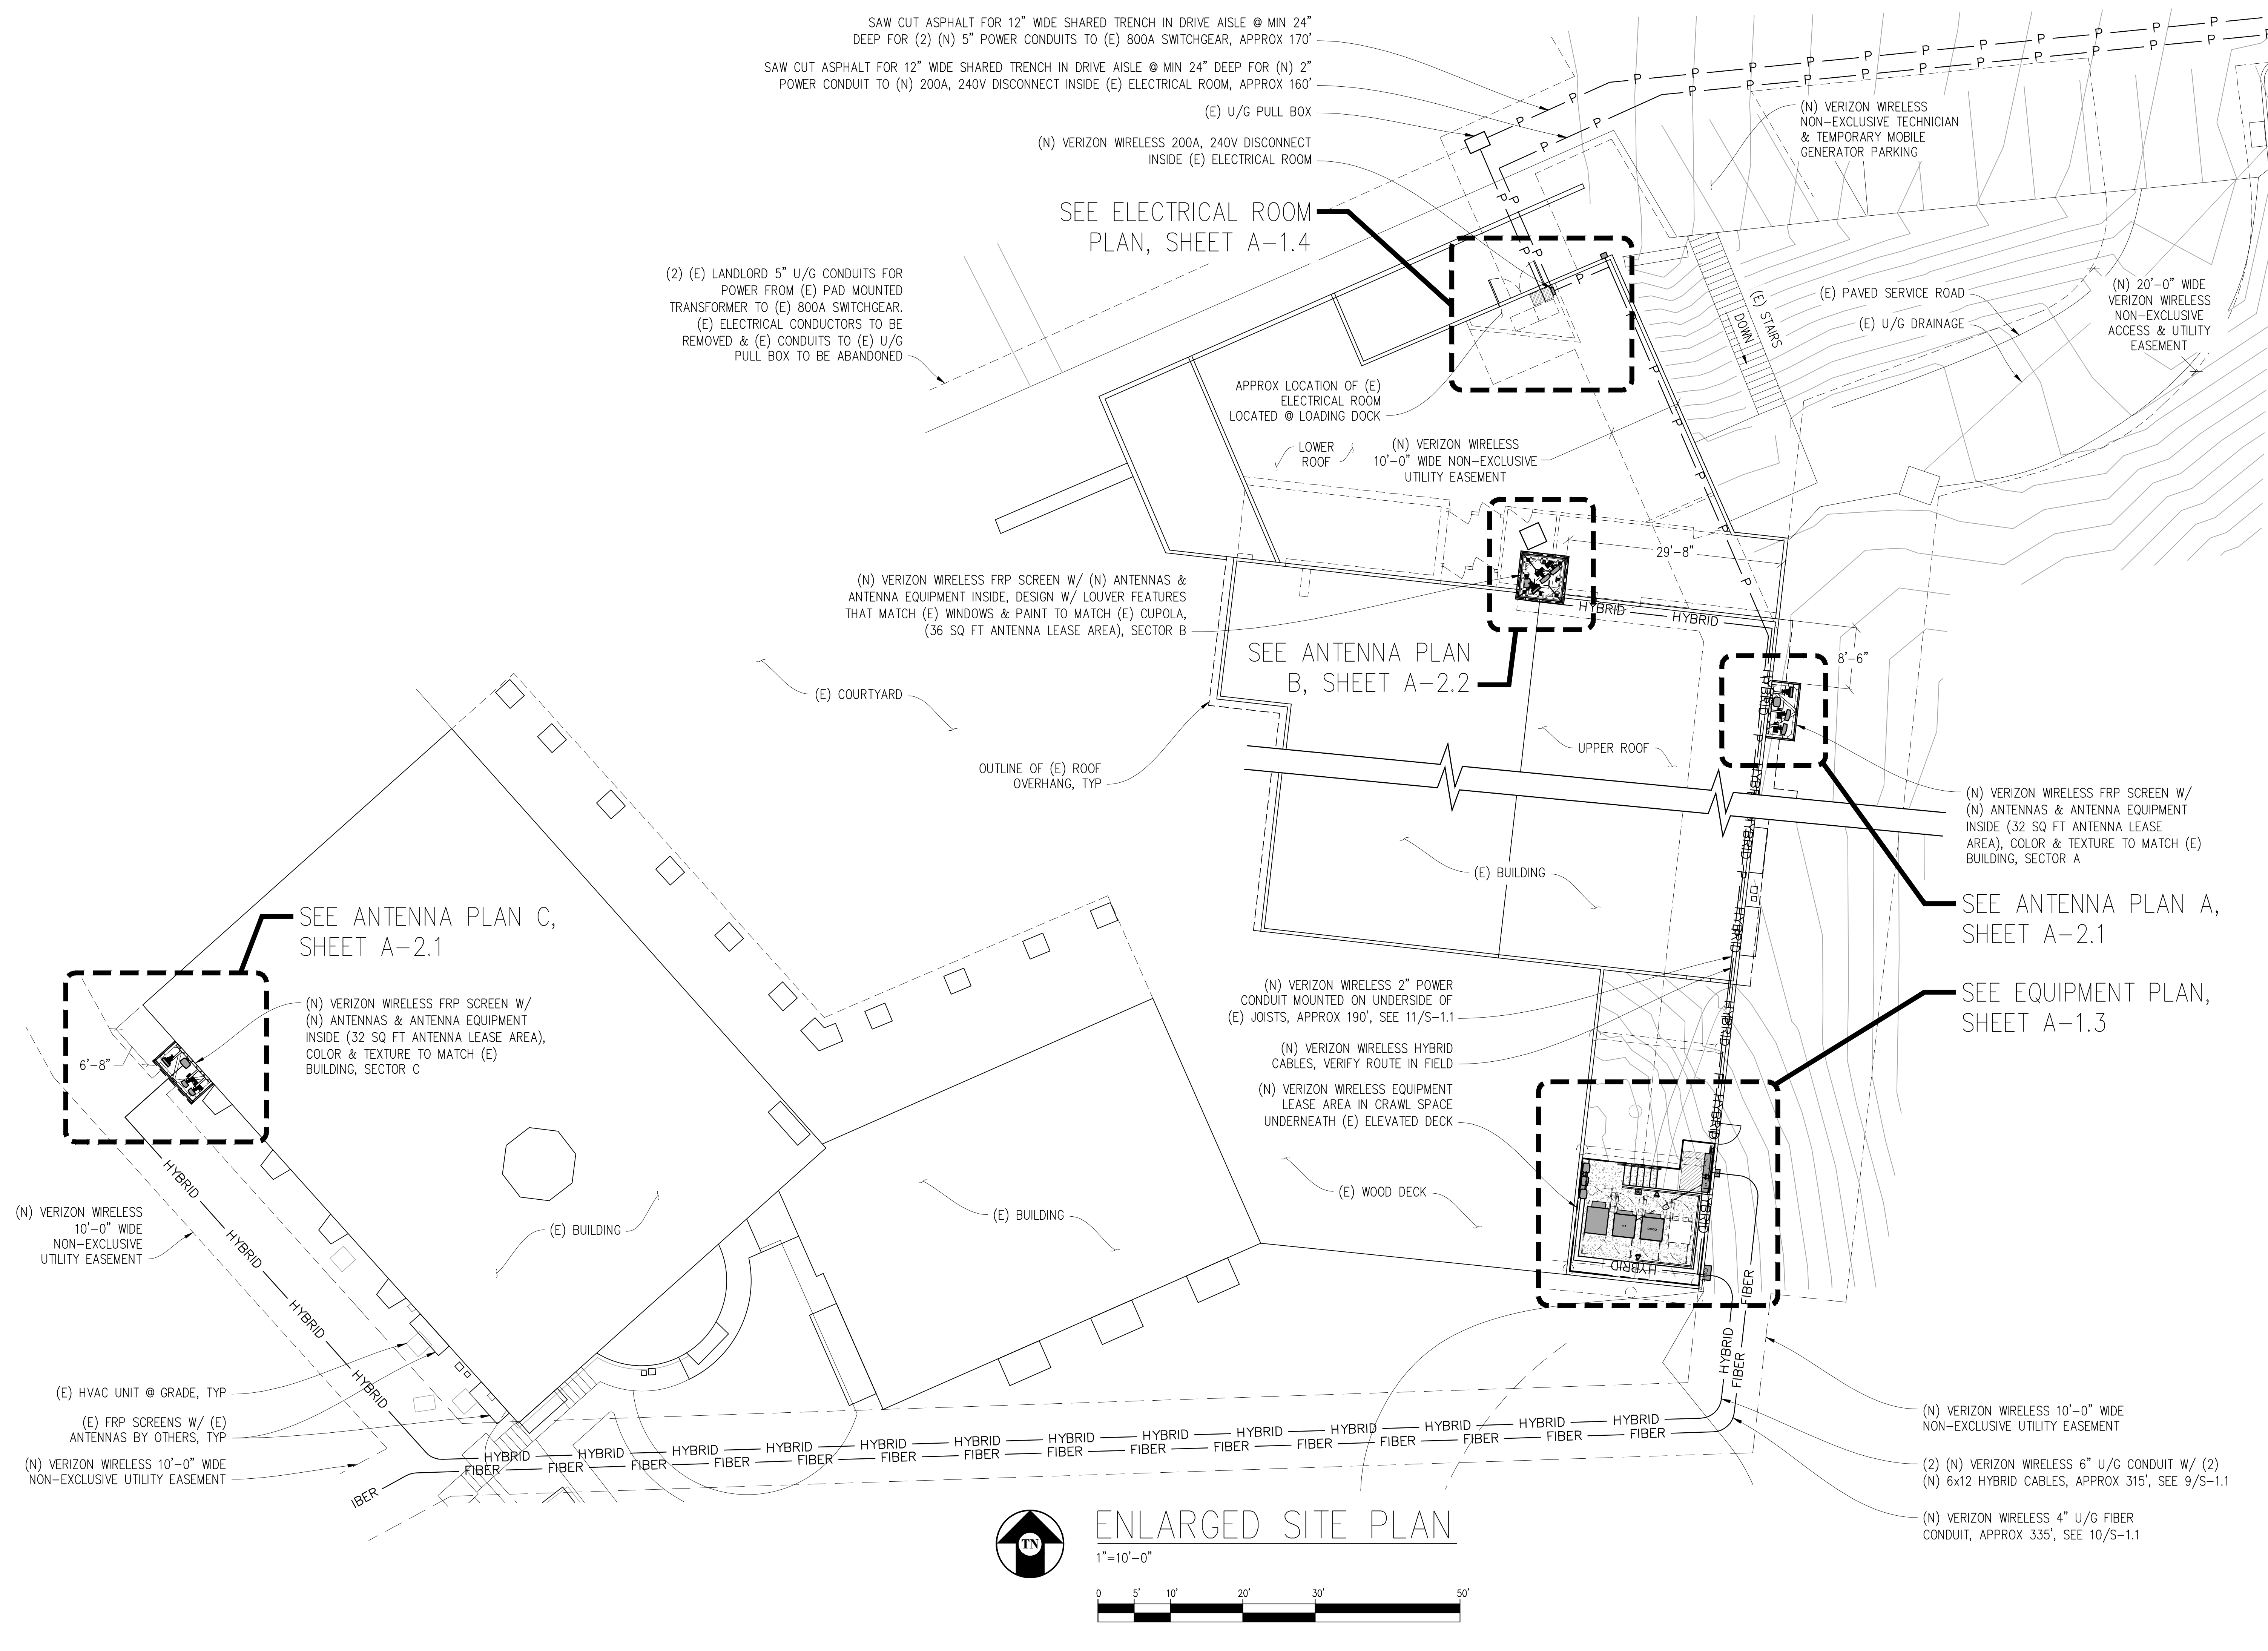 SAW CUT ASPHALT FOR 12" WIDE SHARED TRENCH IN DRIVE AISLE @ MIN 24"
DEEP FOR (2) (N) 5" POWER CONDUITS TO (E) 800A SWITCHGEAR, APPROX 170'
SAW CUT ASPHALT FOR 12" WIDE SHARED TRENCH IN DRIVE AISLE @ MIN 24" DEEP FOR (N) 2"
POWER CONDUIT TO (N) 200A, 240V DISCONNECT INSIDE (E) ELECTRICAL ROOM, APPROX 160'
(E) U/G PULL BOX
(N) VERIZON WIRELESS 200A, 240V DISCONNECT
INSIDE (E) ELECTRICAL ROOM
SEE ELECTRICAL ROOM
PLAN, SHEET A-1.4
(N) VERIZON WIRELESS
NON-EXCLUSIVE TECHNICIAN
& TEMPORARY MOBILE
GENERATOR PARKING
(2) (E) LANDLORD 5" U/G CONDUITS FOR
POWER FROM (E) PAD MOUNTED
TRANSFORMER TO (E) 800A SWITCHGEAR.
(E) ELECTRICAL CONDUCTORS TO BE
REMOVED & (E) CONDUITS TO (E) U/G
PULL BOX TO BE ABANDONED
(E) STAIRS
DOWN
(E) PAVED SERVICE ROAD
(E) U/G DRAINAGE
(N) 20'-0" WIDE
VERIZON WIRELESS
NON-EXCLUSIVE
ACCESS & UTILITY
EASEMENT
APPROX LOCATION OF (E)
ELECTRICAL ROOM
LOCATED @ LOADING DOCK
LOWER
ROOF
(N) VERIZON WIRELESS
10'-0" WIDE NON-EXCLUSIVE
UTILITY EASEMENT
29'-8"
(N) VERIZON WIRELESS FRP SCREEN W/ (N) ANTENNAS &
ANTENNA EQUIPMENT INSIDE, DESIGN W/ LOUVER FEATURES
THAT MATCH (E) WINDOWS & PAINT TO MATCH (E) CUPOLA,
(36 SQ FT ANTENNA LEASE AREA), SECTOR B
HYBRID HYBRID
SEE ANTENNA PLAN
B, SHEET A-2.2
8'-6"
(E) COURTYARD
UPPER ROOF
OUTLINE OF (E) ROOF
OVERHANG, TYP
(N) VERIZON WIRELESS FRP SCREEN W/
(N) ANTENNAS & ANTENNA EQUIPMENT
INSIDE (32 SQ FT ANTENNA LEASE
AREA), COLOR & TEXTURE TO MATCH (E)
BUILDING, SECTOR A
(E) BUILDING
SEE ANTENNA PLAN A,
SHEET A-2.1
SEE ANTENNA PLAN C,
SHEET A-2.1
(N) VERIZON WIRELESS FRP SCREEN W/
(N) ANTENNAS & ANTENNA EQUIPMENT
INSIDE (32 SQ FT ANTENNA LEASE AREA),
COLOR & TEXTURE TO MATCH (E)
BUILDING, SECTOR C
6'-8"
(N) VERIZON WIRELESS 2" POWER
CONDUIT MOUNTED ON UNDERSIDE OF
(E) JOISTS, APPROX 190', SEE 11/S-1.1
SEE EQUIPMENT PLAN,
SHEET A-1.3
(N) VERIZON WIRELESS HYBRID
CABLES, VERIFY ROUTE IN FIELD
(N) VERIZON WIRELESS EQUIPMENT
LEASE AREA IN CRAWL SPACE
UNDERNEATH (E) ELEVATED DECK
(E) WOOD DECK
(N) VERIZON WIRELESS
10'-0" WIDE
NON-EXCLUSIVE
UTILITY EASEMENT
(E) BUILDING
(E) BUILDING
HYBRID HYBRID HYBRID HYBRID
HYBRID
HYBRID FIBER
HYBRID FIBER
(E) HVAC UNIT @ GRADE, TYP
(E) FRP SCREENS W/ (E)
ANTENNAS BY OTHERS, TYP
(N) VERIZON WIRELESS 10'-0" WIDE
NON-EXCLUSIVE UTILITY EASEMENT
HYBRID HYBRID HYBRID HYBRID HYBRID HYBRID HYBRID HYBRID HYBRID HYBRID HYBRID HYBRID HYBRID
IBER FIBER FIBER FIBER FIBER FIBER FIBER FIBER FIBER FIBER FIBER FIBER FIBER FIBER FIBER FIBER
(N) VERIZON WIRELESS 10'-0" WIDE
NON-EXCLUSIVE UTILITY EASEMENT
(2) (N) VERIZON WIRELESS 6" U/G CONDUIT W/ (2)
(N) 6x12 HYBRID CABLES, APPROX 315', SEE 9/S-1.1
(N) VERIZON WIRELESS 4" U/G FIBER
CONDUIT, APPROX 335', SEE 10/S-1.1
TN
ENLARGED SITE PLAN
1"=10'-0"
0 5' 10' 20' 30' 50'